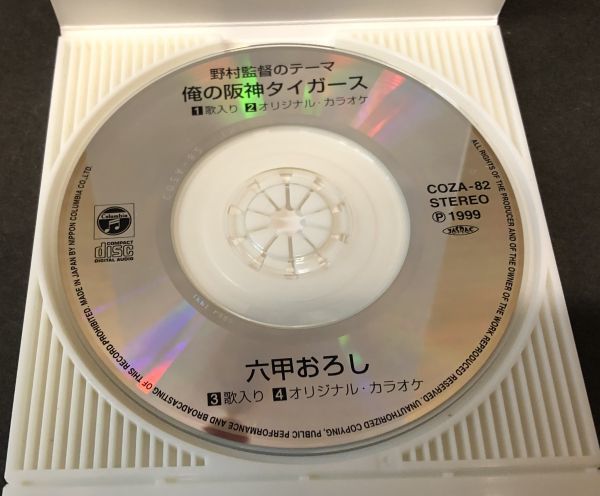 野村監督のテーマ
俺の阪神タイガース
1歌入り 2オリジナル・カラオケ
Columbia
COMPACT
disc
DIGITAL AUDIO
COZA-82
STEREO
Ⓟ1999
JASRAC
六甲おろし
3歌入り 4オリジナル・カラオケ
ALL RIGHTS OF THE PRODUCER AND OF THE OWNER OF THE WORK REPRODUCED RESERVED. UNAUTHORIZED COPYING, PUBLIC PERFORMANCE AND BROADCASTING OF THIS RECORD PROHIBITED. MADE IN JAPAN BY NIPPON COLUMBIA CO.,LTD.